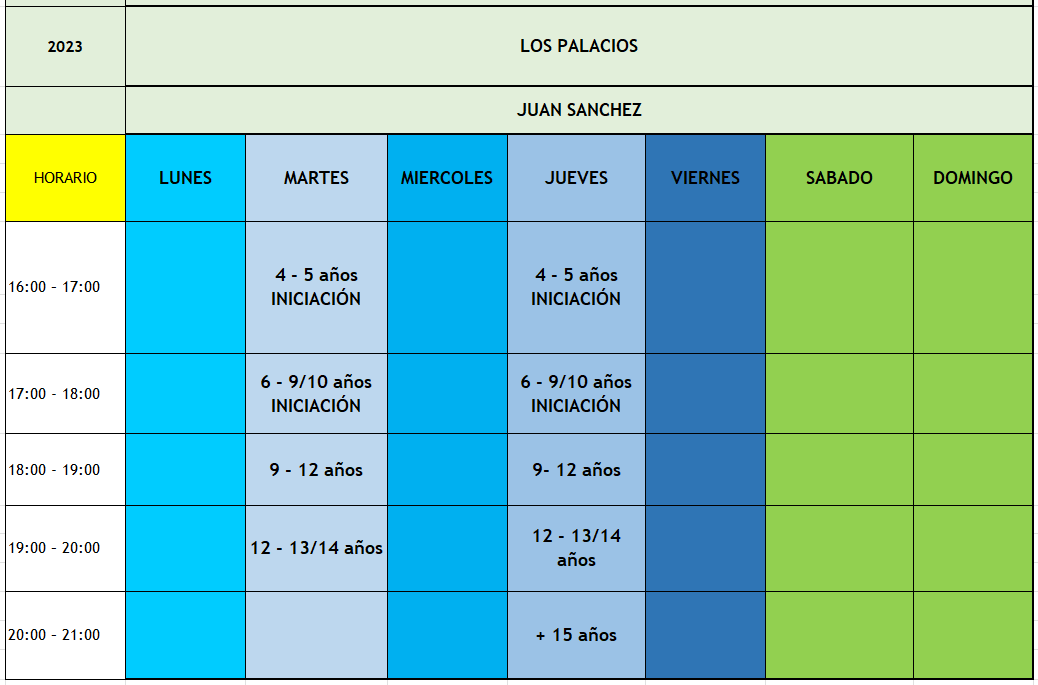 2023
LOS PALACIOS
JUAN SANCHEZ
HORARIO
LUNES
MARTES
MIERCOLES
JUEVES
VIERNES
SABADO
DOMINGO
16:00 - 17:00
4 - 5 años
INICIACIÓN
4 - 5 años
INICIACIÓN
17:00 - 18:00
6 - 9/10 años
INICIACIÓN
6 - 9/10 años
INICIACIÓN
18:00 - 19:00
9 - 12 años
9- 12 años
19:00 - 20:00
12 - 13/14 años
12 - 13/14
años
20:00 - 21:00
+ 15 años